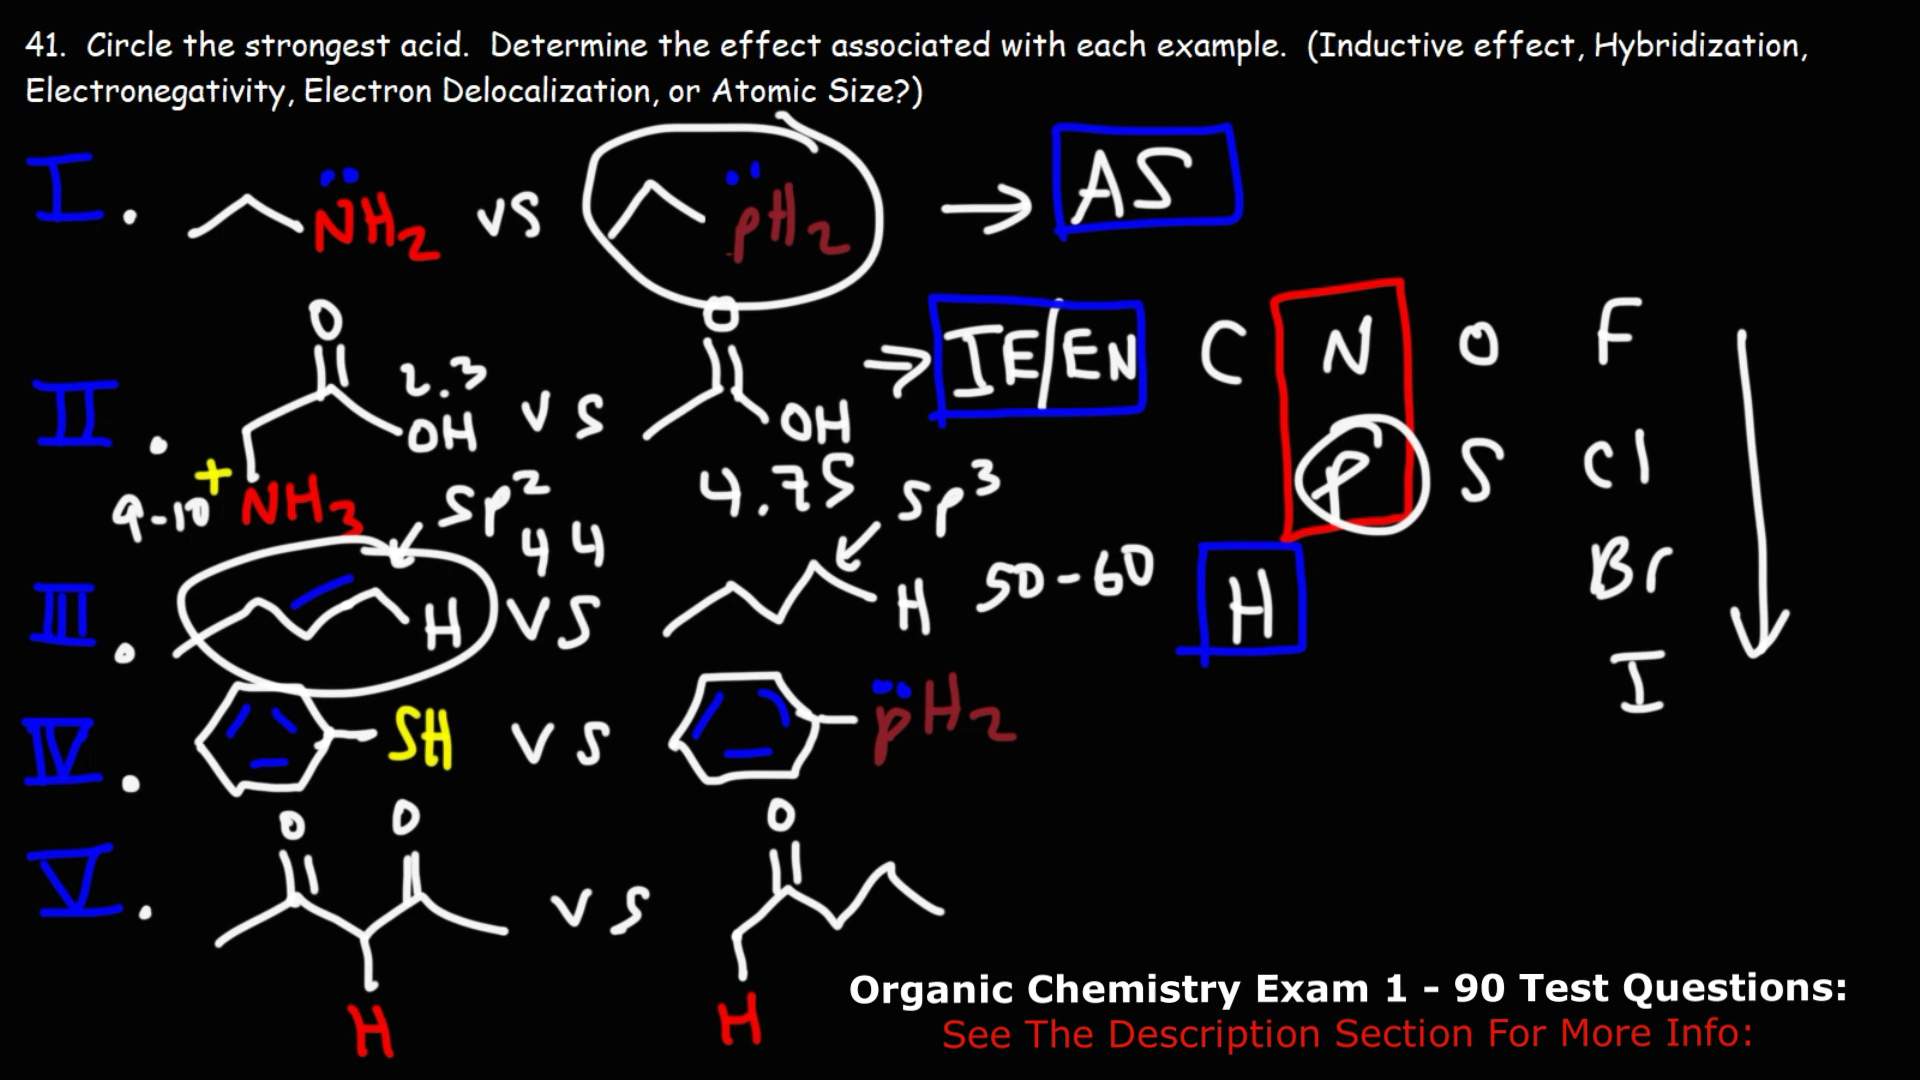 41. Circle the strongest acid. Determine the effect associated with each example. (Inductive effect, Hybridization,
Electronegativity, Electron Delocalization, or Atomic Size?)
I. NH2 vs pH2 → AS
O O
II. 2.3 OH vs OH → IE/EN C N O F
9-10 + NH3 4.75 P S Cl
sp2 sp3
44 50-60 Br
III. H vs H H
I
IV. SH vs pH2
O O O
V. vs
H H
Organic Chemistry Exam 1 - 90 Test Questions:
See The Description Section For More Info: